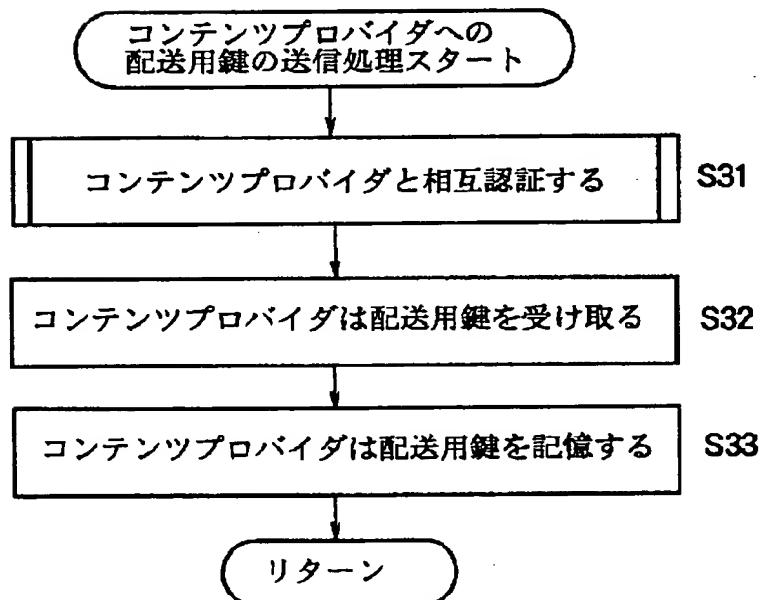 コンテンツプロバイダへの
配送用鍵の送信処理スタート
コンテンツプロバイダと相互認証する
S31
コンテンツプロバイダは配送用鍵を受け取る
S32
コンテンツプロバイダは配送用鍵を記憶する
S33
リターン